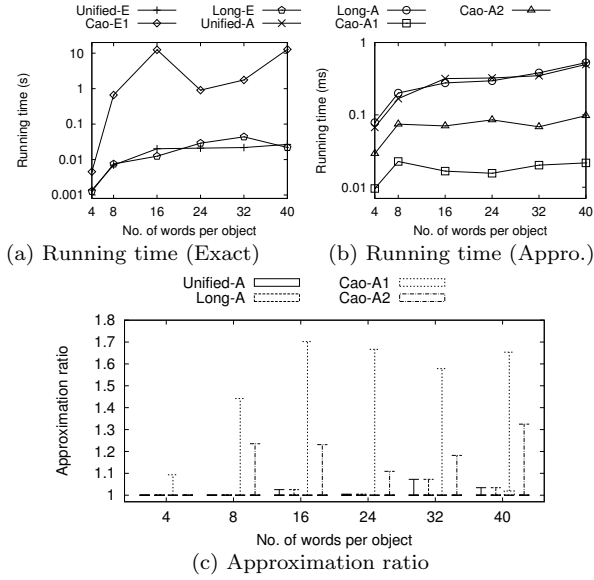 Unified-E
Cao-E1
Long-E
Unified-A
Long-A
Cao-A1
Cao-A2
Running time (s)
10
1
0.1
0.01
0.001
4 8 16 24 32 40
No. of words per object
(a) Running time (Exact)
Running time (ms)
1
0.1
0.01
4 8 16 24 32 40
No. of words per object
(b) Running time (Appro.)
Unified-A
Long-A
Cao-A1
Cao-A2
Approximation ratio
1.8
1.7
1.6
1.5
1.4
1.3
1.2
1.1
1
4 8 16 24 32 40
No. of words per object
(c) Approximation ratio